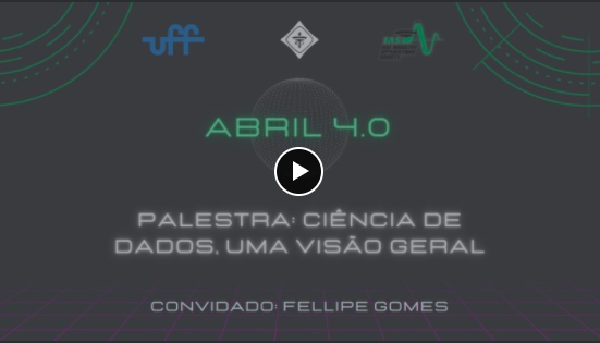 uff
ABRIL 4.0
PALESTRA: CIÊNCIA DE
DADOS, UMA VISÃO GERAL
CONVIDADO: FELLIPE GOMES